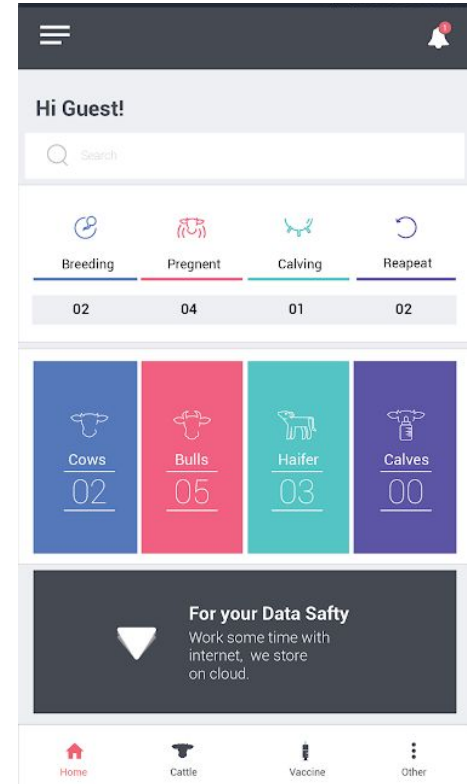 1
Hi Guest!
Search
Breeding Pregnent Calving Reapeat
02 04 01 02
Cows Bulls Haifer Calves
02 05 03 00
For your Data Safty
Work some time with
internet, we store
on cloud.
Home Cattle Vaccine Other